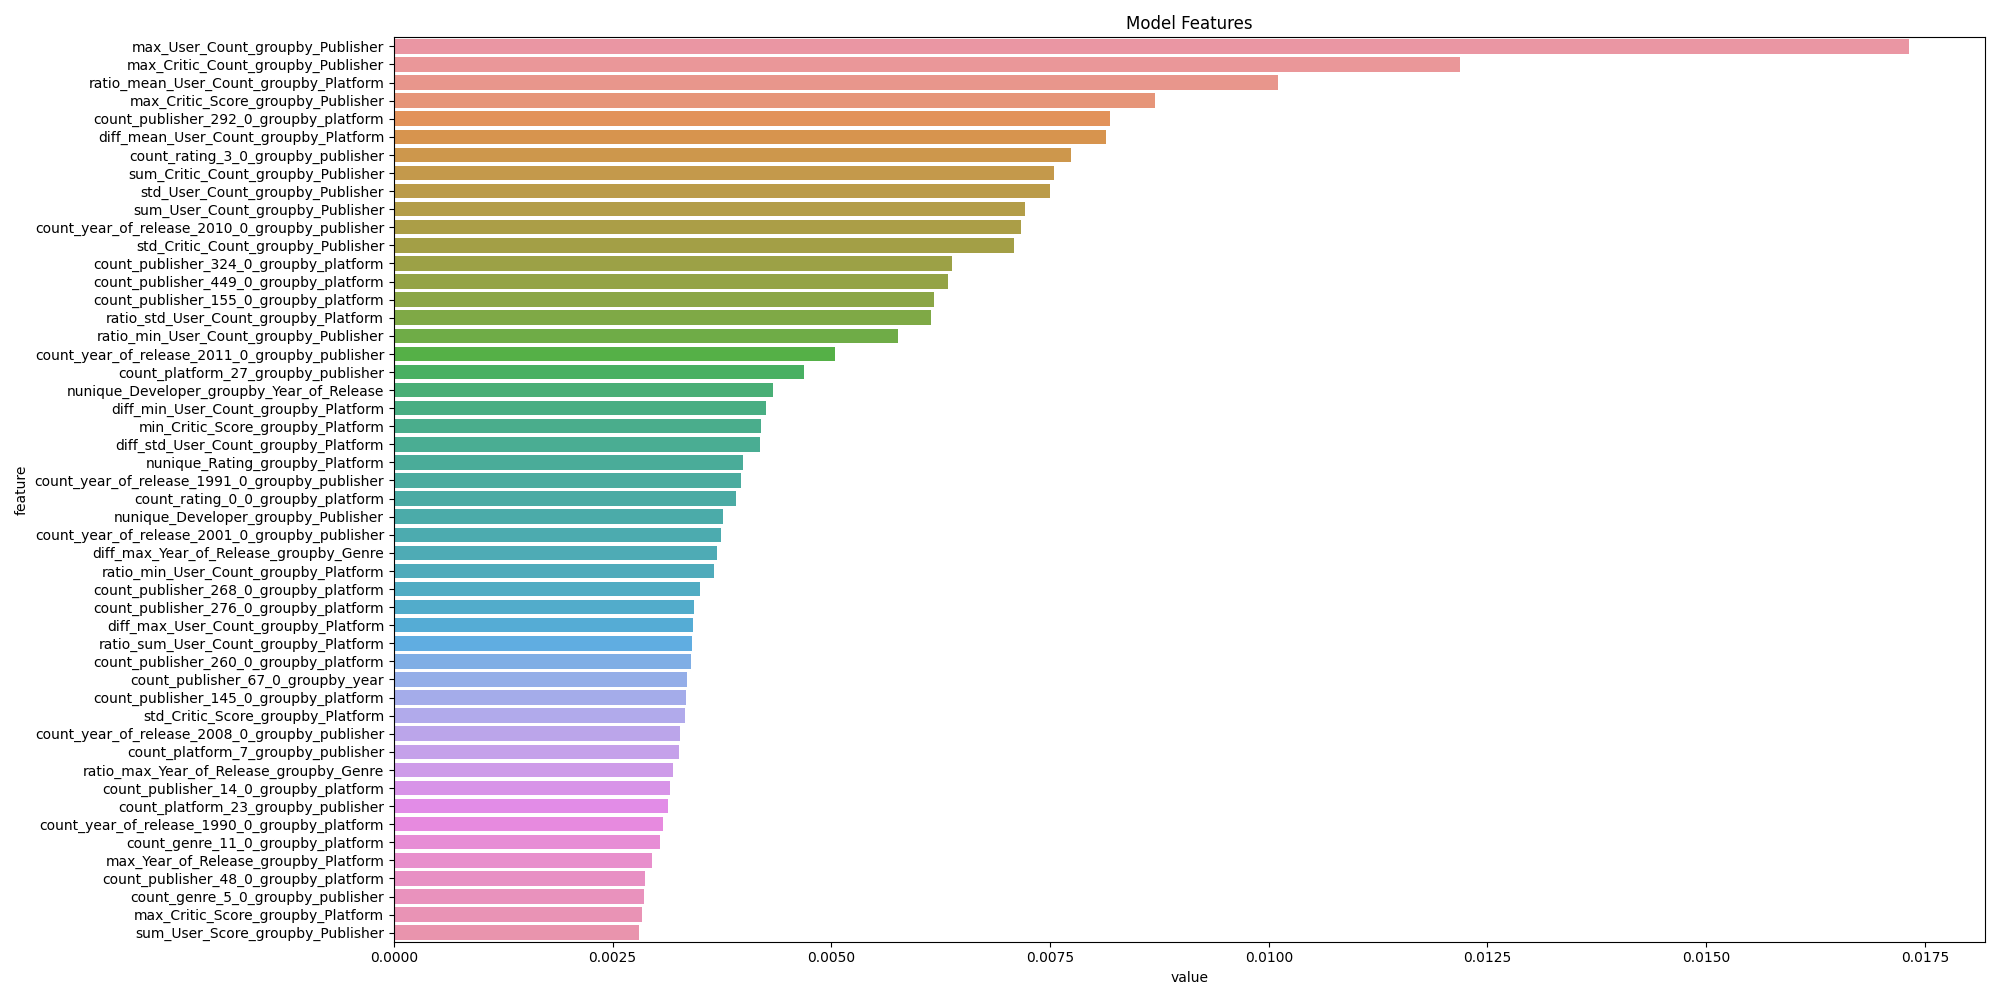 Model Features
max_User_Count_groupby_Publisher
max_Critic_Count_groupby_Publisher
ratio_mean_User_Count_groupby_Platform
max_Critic_Score_groupby_Publisher
count_publisher_292_0_groupby_platform
diff_mean_User_Count_groupby_Platform
count_rating_3_0_groupby_publisher
sum_Critic_Count_groupby_Publisher
std_User_Count_groupby_Publisher
sum_User_Count_groupby_Publisher
count_year_of_release_2010_0_groupby_publisher
std_Critic_Count_groupby_Publisher
count_publisher_324_0_groupby_platform
count_publisher_449_0_groupby_platform
count_publisher_155_0_groupby_platform
ratio_std_User_Count_groupby_Platform
ratio_min_User_Count_groupby_Publisher
count_year_of_release_2011_0_groupby_publisher
count_platform_27_groupby_publisher
nunique_Developer_groupby_Year_of_Release
diff_min_User_Count_groupby_Platform
min_Critic_Score_groupby_Platform
diff_std_User_Count_groupby_Platform
nunique_Rating_groupby_Platform
count_year_of_release_1991_0_groupby_publisher
count_rating_0_0_groupby_platform
nunique_Developer_groupby_Publisher
count_year_of_release_2001_0_groupby_publisher
diff_max_Year_of_Release_groupby_Genre
ratio_min_User_Count_groupby_Platform
count_publisher_268_0_groupby_platform
count_publisher_276_0_groupby_platform
diff_max_User_Count_groupby_Platform
ratio_sum_User_Count_groupby_Platform
count_publisher_260_0_groupby_platform
count_publisher_67_0_groupby_year
count_publisher_145_0_groupby_platform
std_Critic_Score_groupby_Platform
count_year_of_release_2008_0_groupby_publisher
count_platform_7_groupby_publisher
ratio_max_Year_of_Release_groupby_Genre
count_publisher_14_0_groupby_platform
count_platform_23_groupby_publisher
count_year_of_release_1990_0_groupby_platform
count_genre_11_0_groupby_platform
max_Year_of_Release_groupby_Platform
count_publisher_48_0_groupby_platform
count_genre_5_0_groupby_publisher
max_Critic_Score_groupby_Platform
sum_User_Score_groupby_Publisher
feature
0.0000 0.0025 0.0050 0.0075 0.0100 0.0125 0.0150 0.0175
value